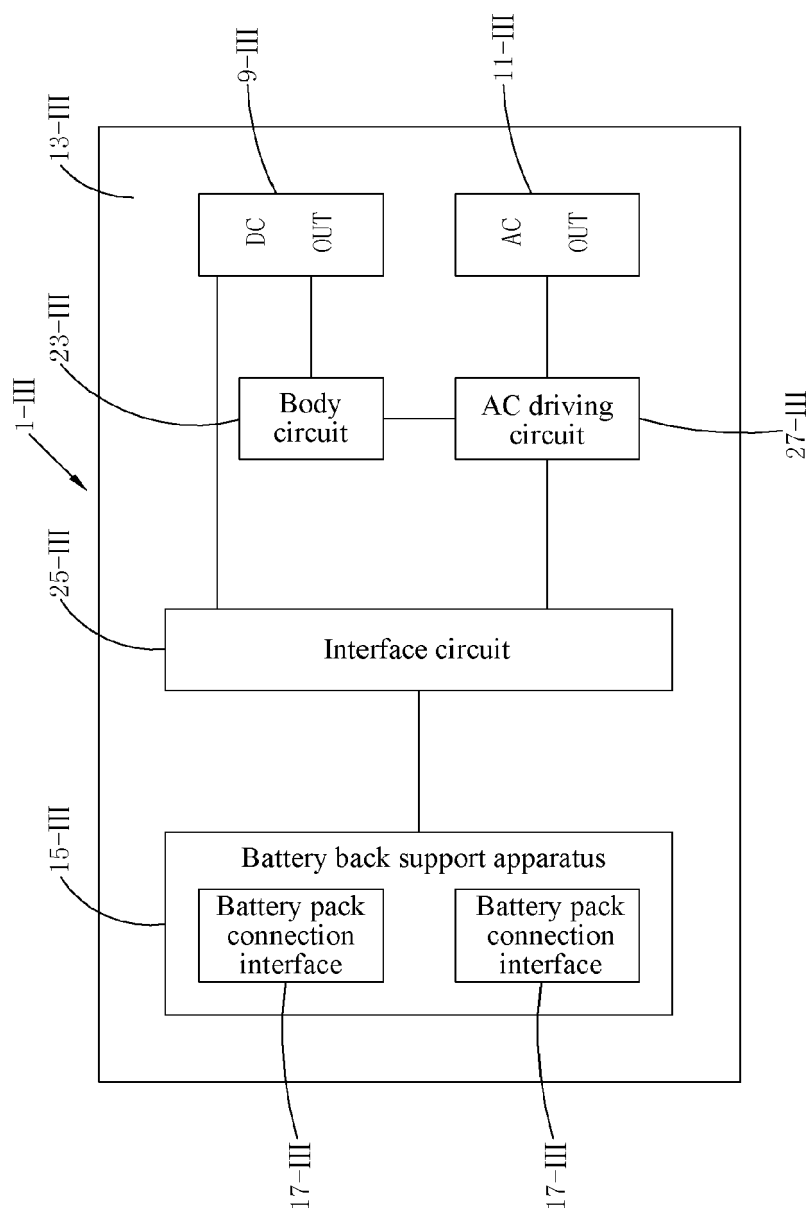 9-III
11-III
13-III
DC
OUT
AC
OUT
23-III
1-III
Body
circuit
AC driving
circuit
27-III
25-III
Interface circuit
15-III
Battery back support apparatus
Battery pack
connection
interface
Battery pack
connection
interface
17-III
17-III